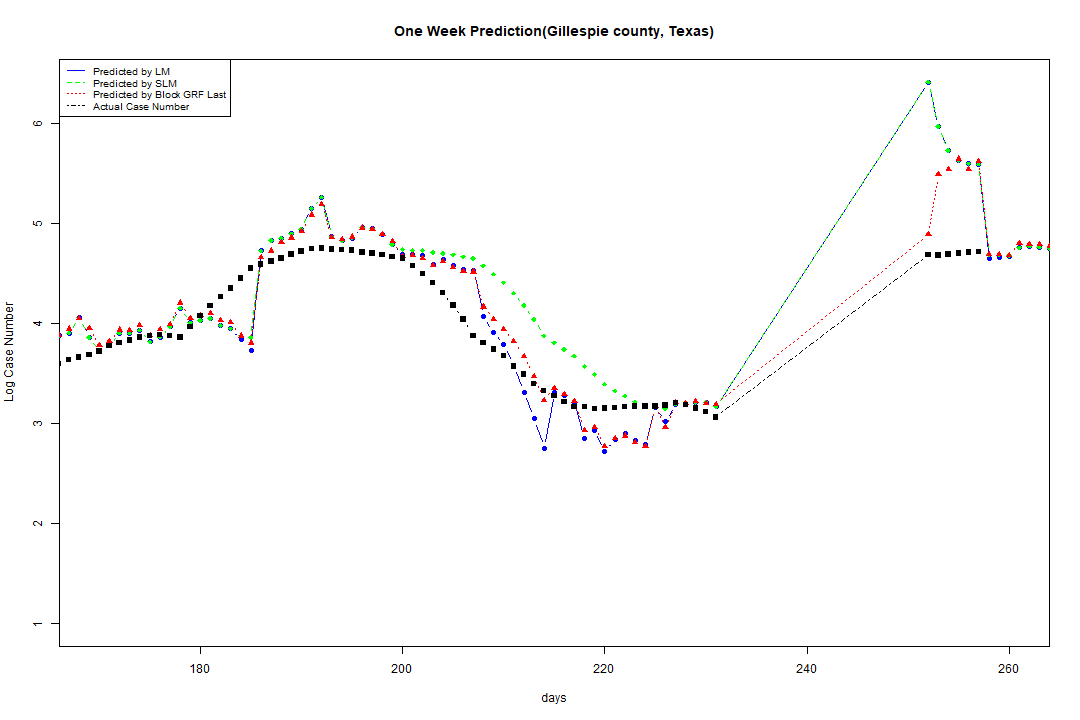 One Week Prediction(Gillespie county, Texas)
Predicted by LM
Predicted by SLM
Predicted by Block GRF Last
Actual Case Number
6
5
4
3
2
1
Log Case Number
180 200 220 240 260
days